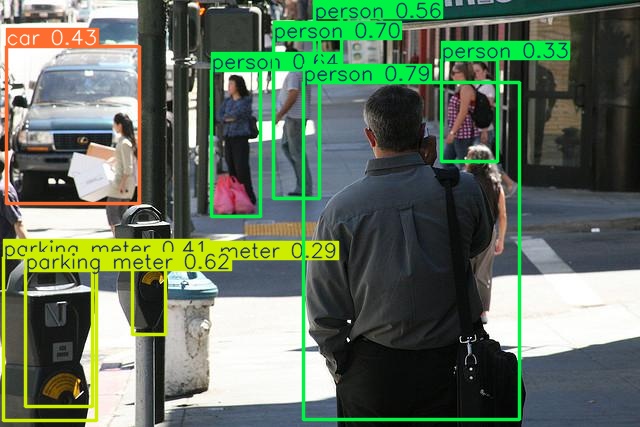 person 0.56
person 0.70
car 0.43
person 0.33
person 0.64
person 0.79
parking meter 0.41
meter 0.29
parking meter 0.62